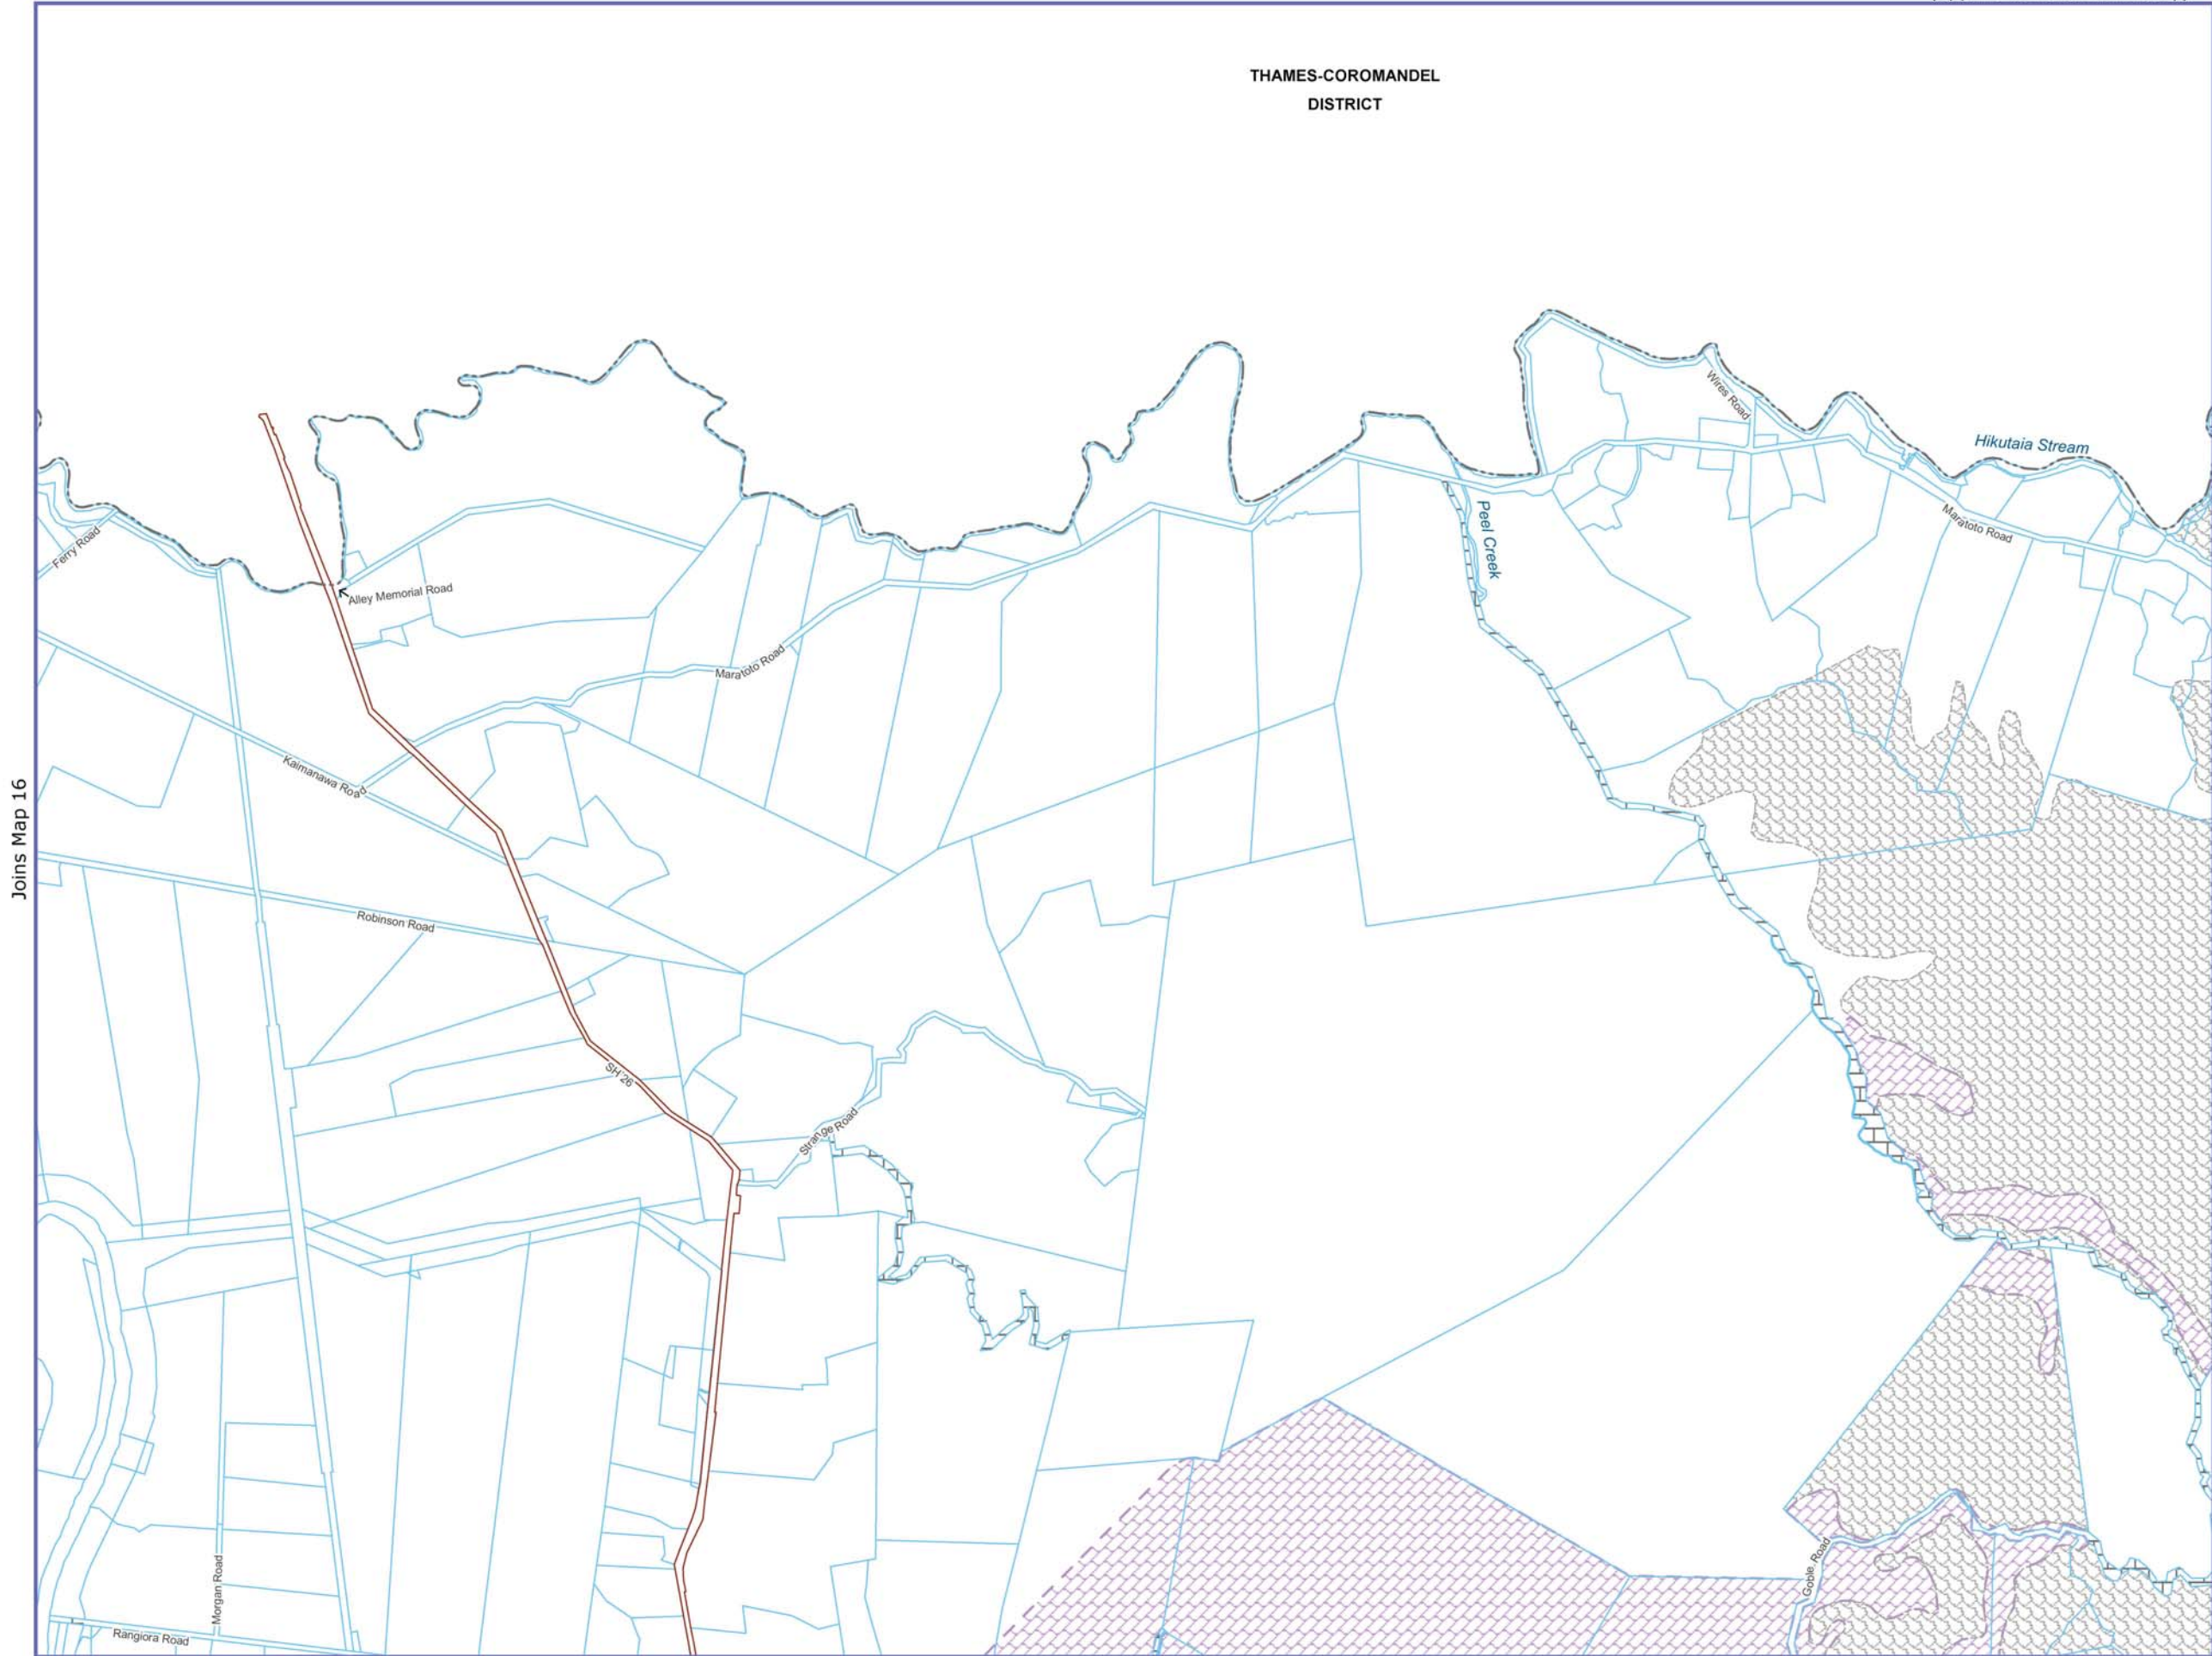 THAMES-COROMANDEL
DISTRICT
Wires Road
Hikutaia Stream
Maratoto Road
Peel Creek
Ferry Road
Alley Memorial Road
Maratoto Road
Kaimanawa Road
Joins Map 16
Robinson Road
SH 26
Strange Road
Goble Road
Morgan Road
Rangiora Road